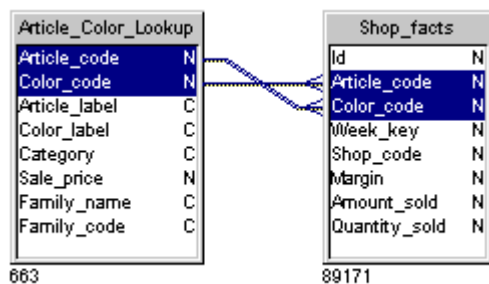 Article_Color_Lookup
Article_code N
Color_code N
Article_label C
Color_label C
Category C
Sale_price N
Family_name C
Family_code C
663
Shop_facts
Id N
Article_code N
Color_code N
Week_key N
Shop_code N
Margin N
Amount_sold N
Quantity_sold N
89171